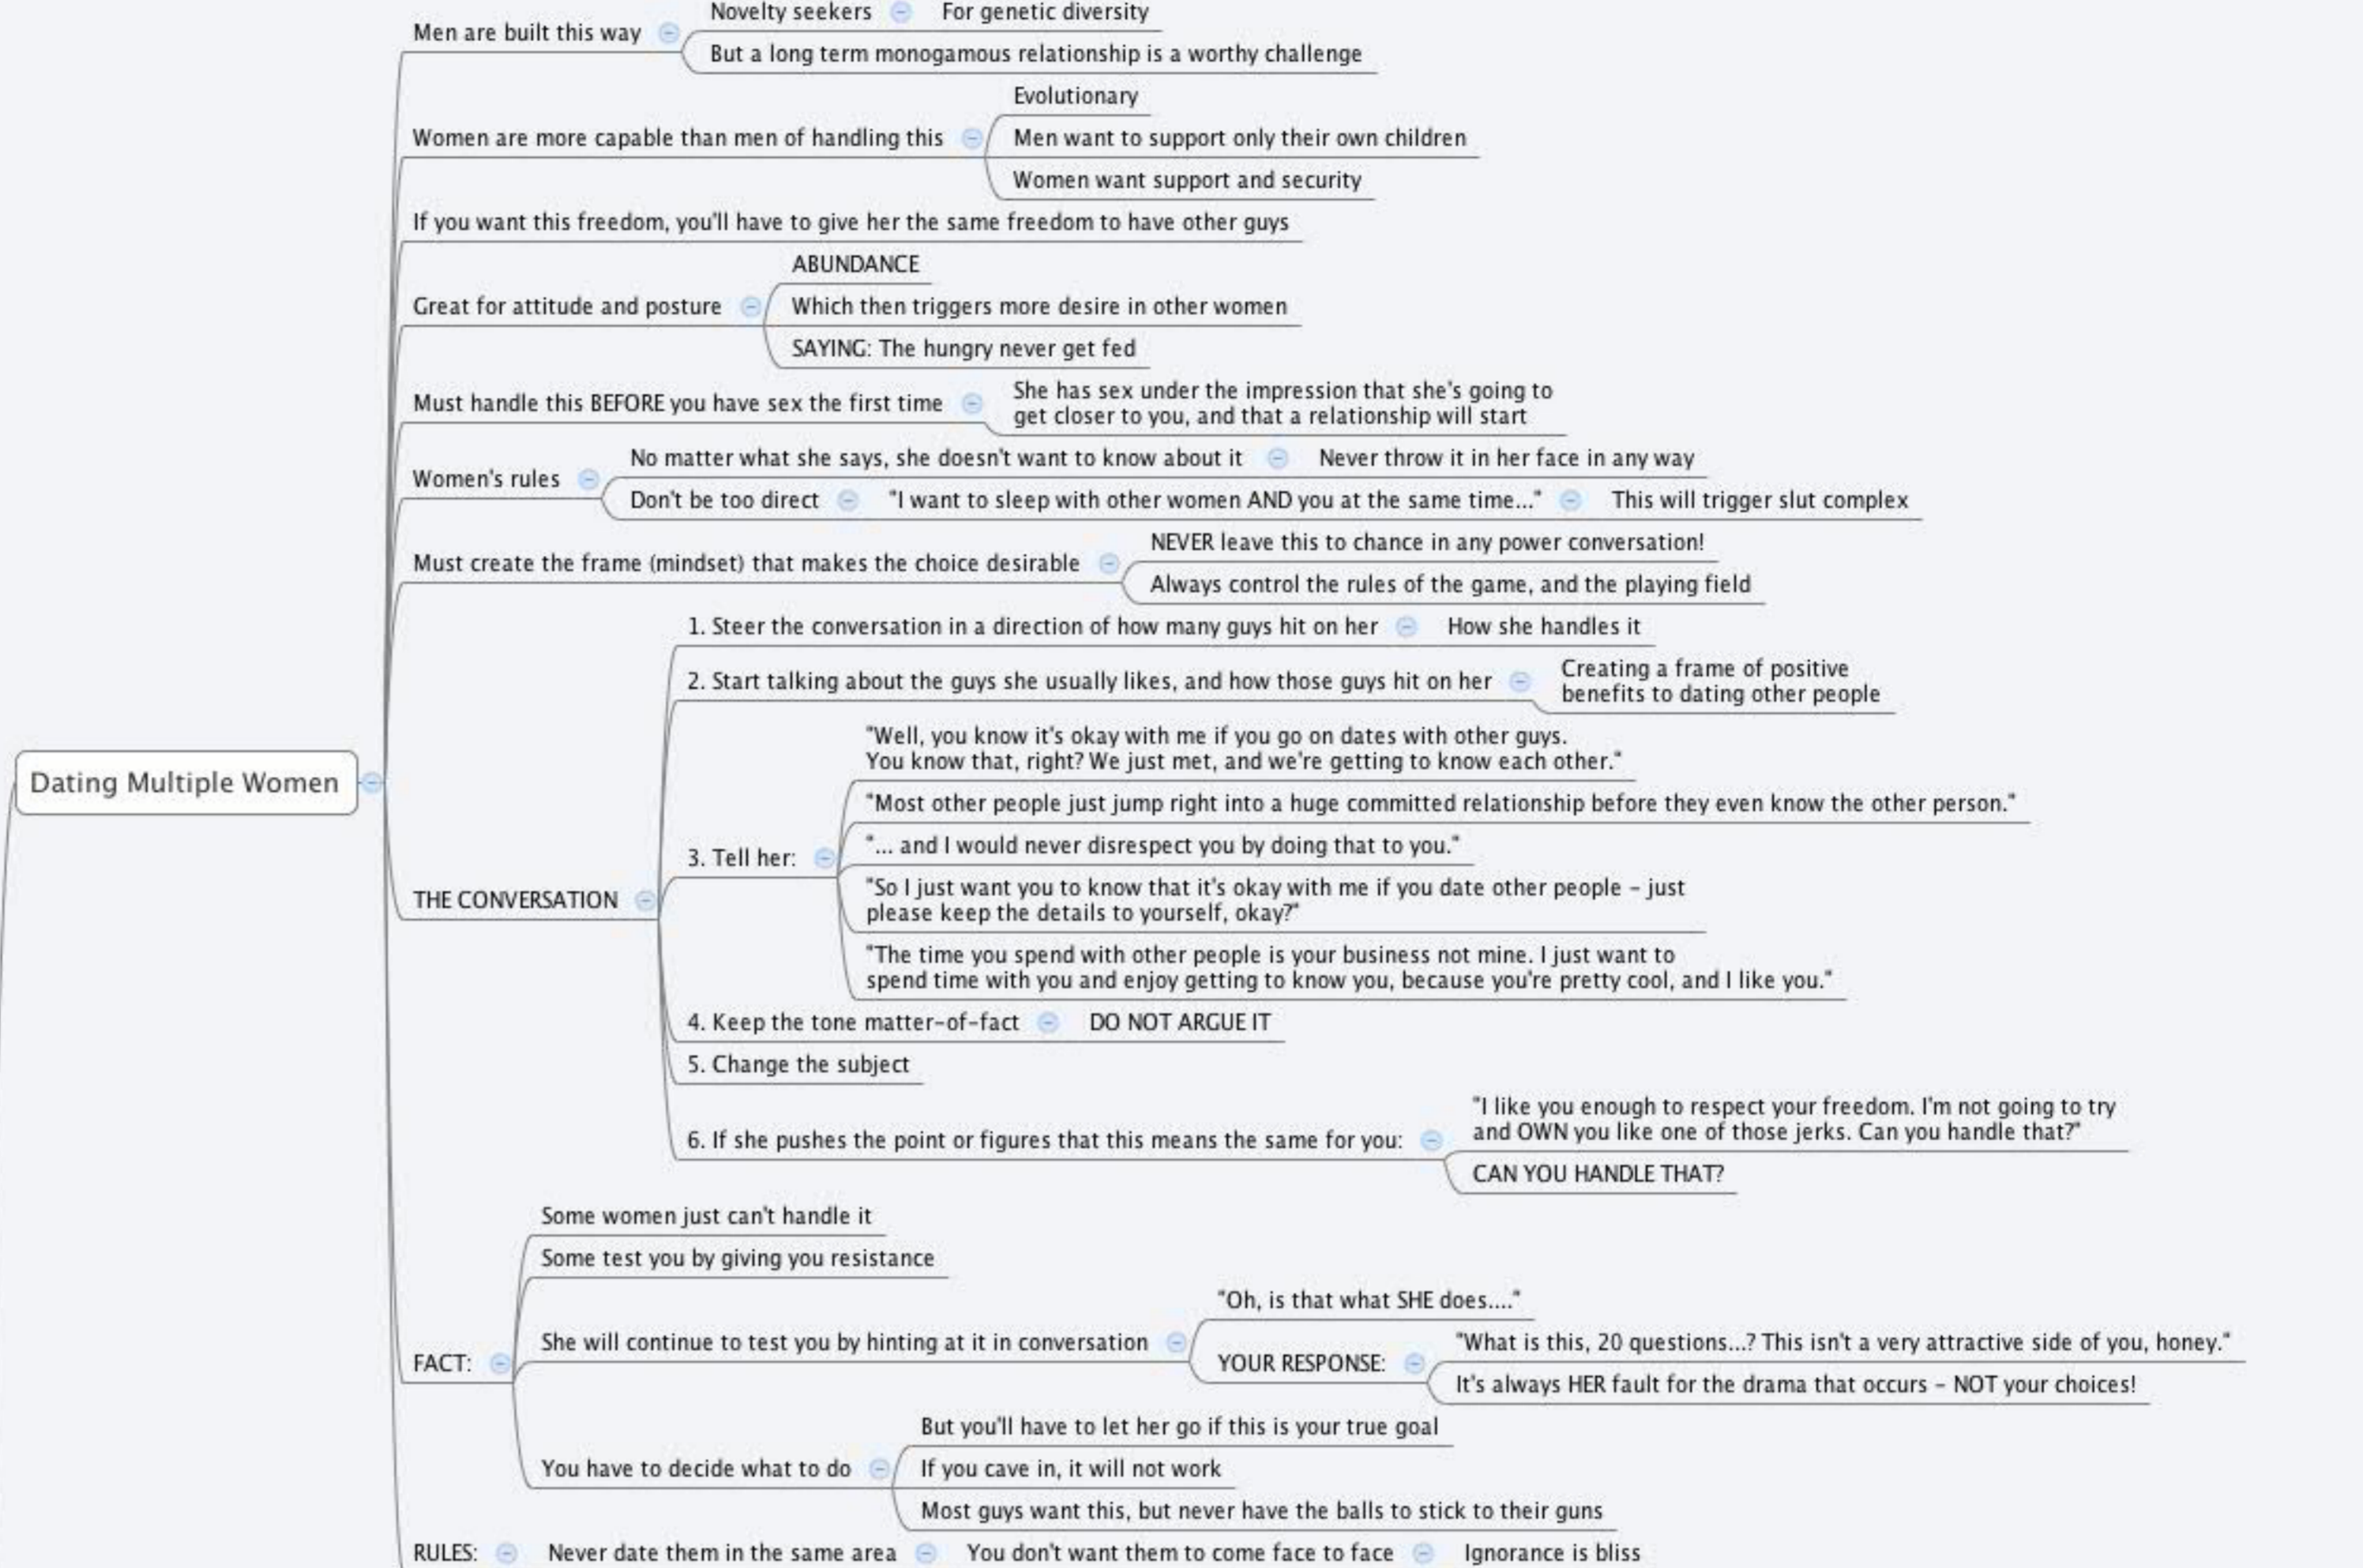 Novelty seekers
For genetic diversity
Men are built this way
But a long term monogamous relationship is a worthy challenge
Evolutionary
Women are more capable than men of handling this
Men want to support only their own children
Women want support and security
If you want this freedom, you'll have to give her the same freedom to have other guys
ABUNDANCE
Great for attitude and posture
Which then triggers more desire in other women
SAYING: The hungry never get fed
Must handle this BEFORE you have sex the first time
She has sex under the impression that she's going to
get closer to you, and that a relationship will start
Women's rules
No matter what she says, she doesn't want to know about it
Never throw it in her face in any way
Don't be too direct
"I want to sleep with other women AND you at the same time..."
This will trigger slut complex
Must create the frame (mindset) that makes the choice desirable
NEVER leave this to chance in any power conversation!
Always control the rules of the game, and the playing field
Dating Multiple Women
THE CONVERSATION
1. Steer the conversation in a direction of how many guys hit on her
How she handles it
2. Start talking about the guys she usually likes, and how those guys hit on her
Creating a frame of positive
benefits to dating other people
3. Tell her:
"Well, you know it's okay with me if you go on dates with other guys.
You know that, right? We just met, and we're getting to know each other."
"Most other people just jump right into a huge committed relationship before they even know the other person."
"... and I would never disrespect you by doing that to you."
"So I just want you to know that it's okay with me if you date other people – just
please keep the details to yourself, okay?"
"The time you spend with other people is your business not mine. I just want to
spend time with you and enjoy getting to know you, because you're pretty cool, and I like you."
4. Keep the tone matter-of-fact
DO NOT ARGUE IT
5. Change the subject
6. If she pushes the point or figures that this means the same for you:
"I like you enough to respect your freedom. I'm not going to try
and OWN you like one of those jerks. Can you handle that?"
CAN YOU HANDLE THAT?
FACT:
Some women just can't handle it
Some test you by giving you resistance
She will continue to test you by hinting at it in conversation
"Oh, is that what SHE does...."
YOUR RESPONSE:
"What is this, 20 questions...? This isn't a very attractive side of you, honey."
It's always HER fault for the drama that occurs – NOT your choices!
You have to decide what to do
But you'll have to let her go if this is your true goal
If you cave in, it will not work
Most guys want this, but never have the balls to stick to their guns
RULES:
Never date them in the same area
You don't want them to come face to face
Ignorance is bliss